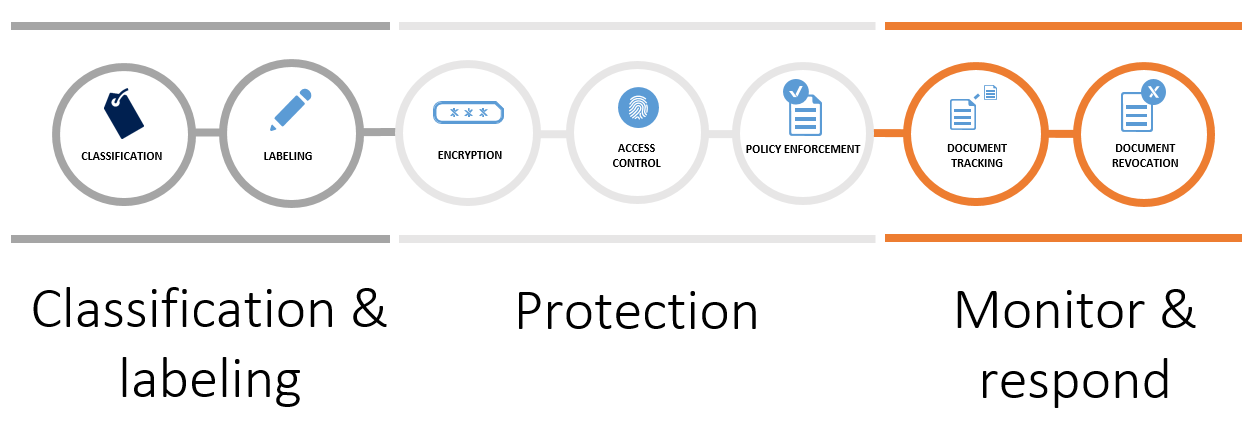 CLASSIFICATION
LABELING
ENCRYPTION
ACCESS
CONTROL
POLICY ENFORCEMENT
DOCUMENT
TRACKING
DOCUMENT
REVOCATION
Classification &
labeling
Protection
Monitor &
respond